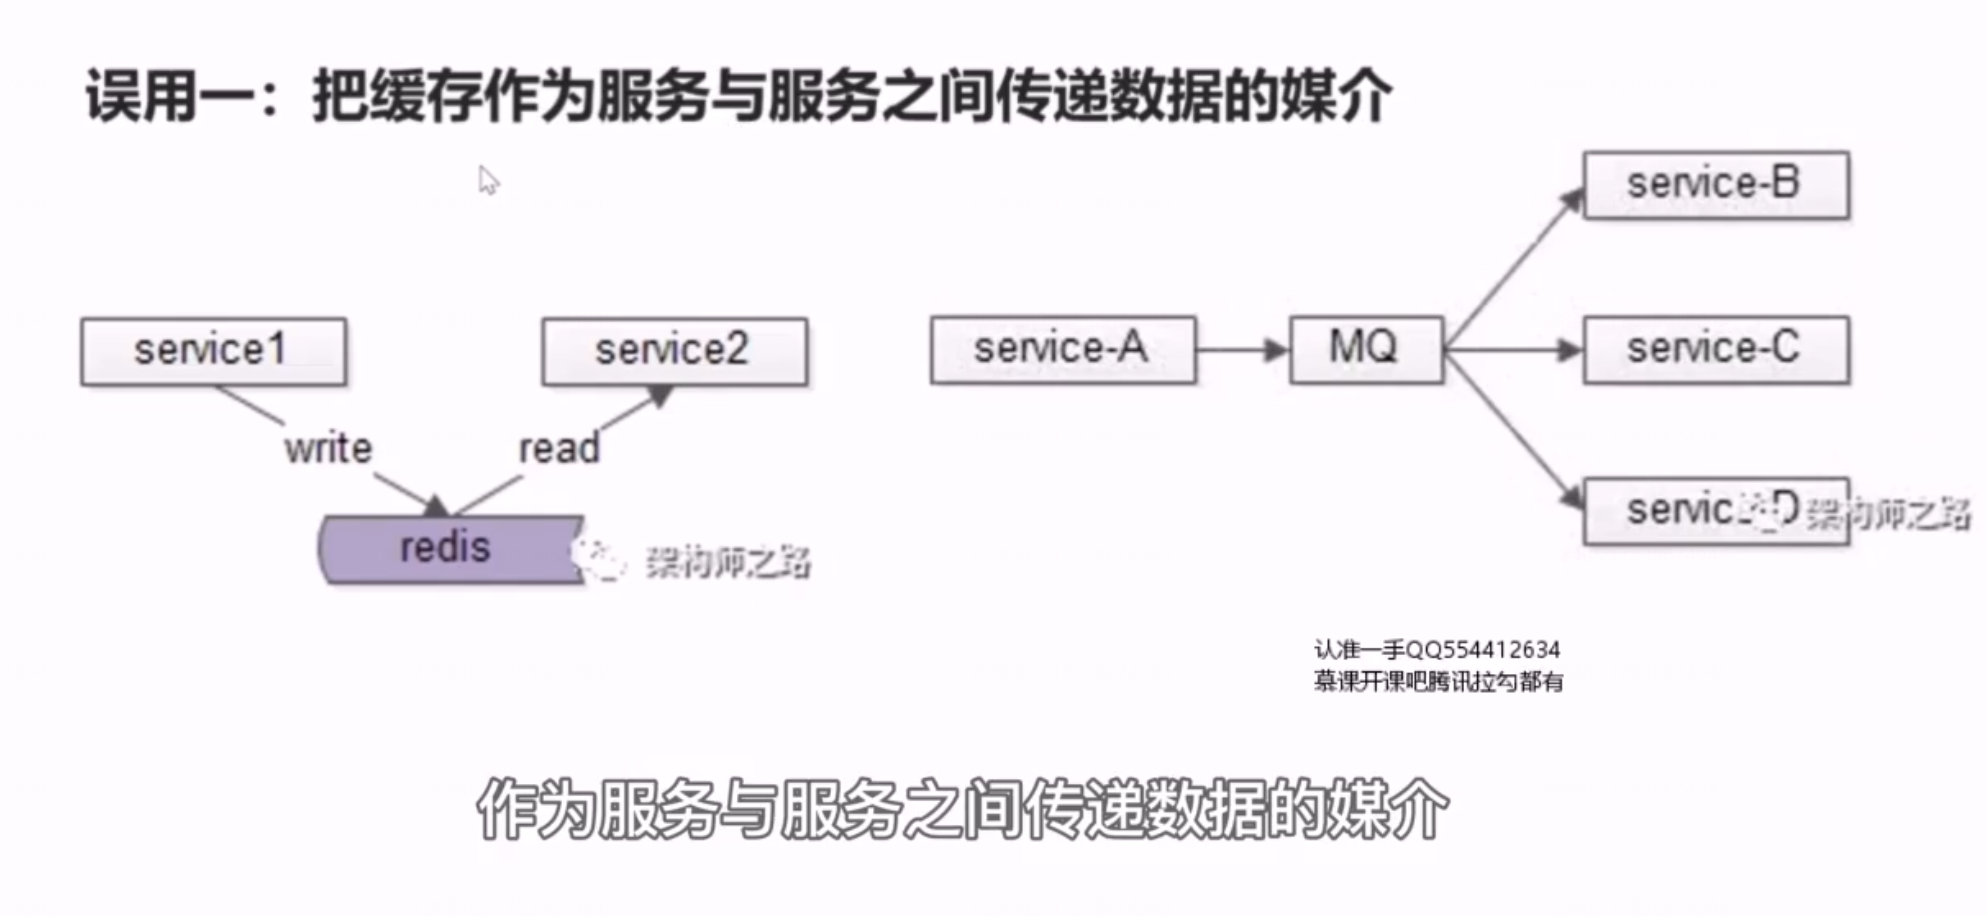 误用一：把缓存作为服务与服务之间传递数据的媒介
service1
service2
write
read
redis
架构师之路
service-A
MQ
service-B
service-C
架构师之路
认准一手QQ554412634
慕课开课吧腾讯拉勾都有
作为服务与服务之间传递数据的媒介